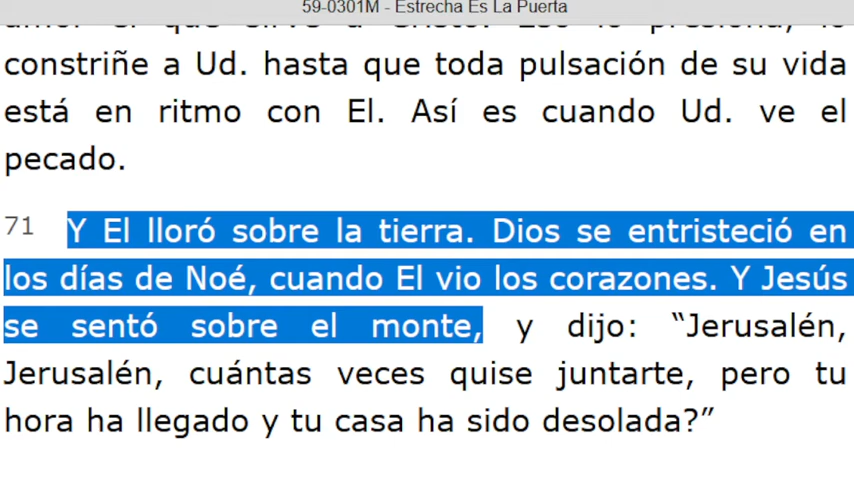 59-0301M - Estrecha Es La Puerta
constriñe a Ud. hasta que toda pulsación de su vida
está en ritmo con El. Así es cuando Ud. ve el
pecado.
71 Y El lloró sobre la tierra. Dios se entristeció en
los días de Noé, cuando El vio los corazones. Y Jesús
se sentó sobre el monte, y dijo: “Jerusalén,
Jerusalén, cuántas veces quise juntarte, pero tu
hora ha llegado y tu casa ha sido desolada?”